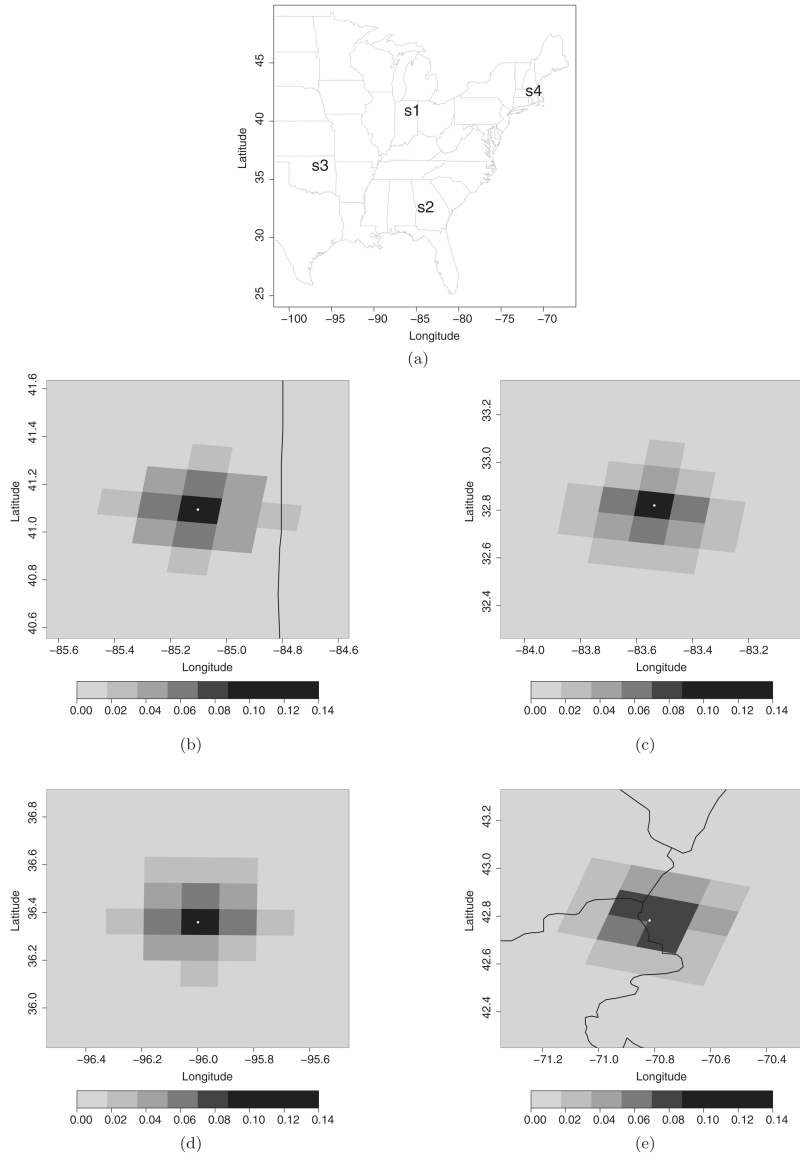 45
40
35
30
25
Latitude
s1
s2
s3
s4
−100 −95 −90 −85 −80 −75 −70
Longitude
(a)
41.6
41.4
41.2
41.0
40.8
40.6
Latitude
−85.6 −85.4 −85.2 −85.0 −84.8 −84.6
Longitude
0.00 0.02 0.04 0.06 0.08 0.10 0.12 0.14
(b)
33.2
33.0
32.8
32.6
32.4
Latitude
−84.0 −83.8 −83.6 −83.4 −83.2
Longitude
0.00 0.02 0.04 0.06 0.08 0.10 0.12 0.14
(c)
36.8
36.6
36.4
36.2
36.0
Latitude
−96.4 −96.2 −96.0 −95.8 −95.6
Longitude
0.00 0.02 0.04 0.06 0.08 0.10 0.12 0.14
(d)
43.2
43.0
42.8
42.6
42.4
Latitude
−71.2 −71.0 −70.8 −70.6 −70.4
Longitude
0.00 0.02 0.04 0.06 0.08 0.10 0.12 0.14
(e)